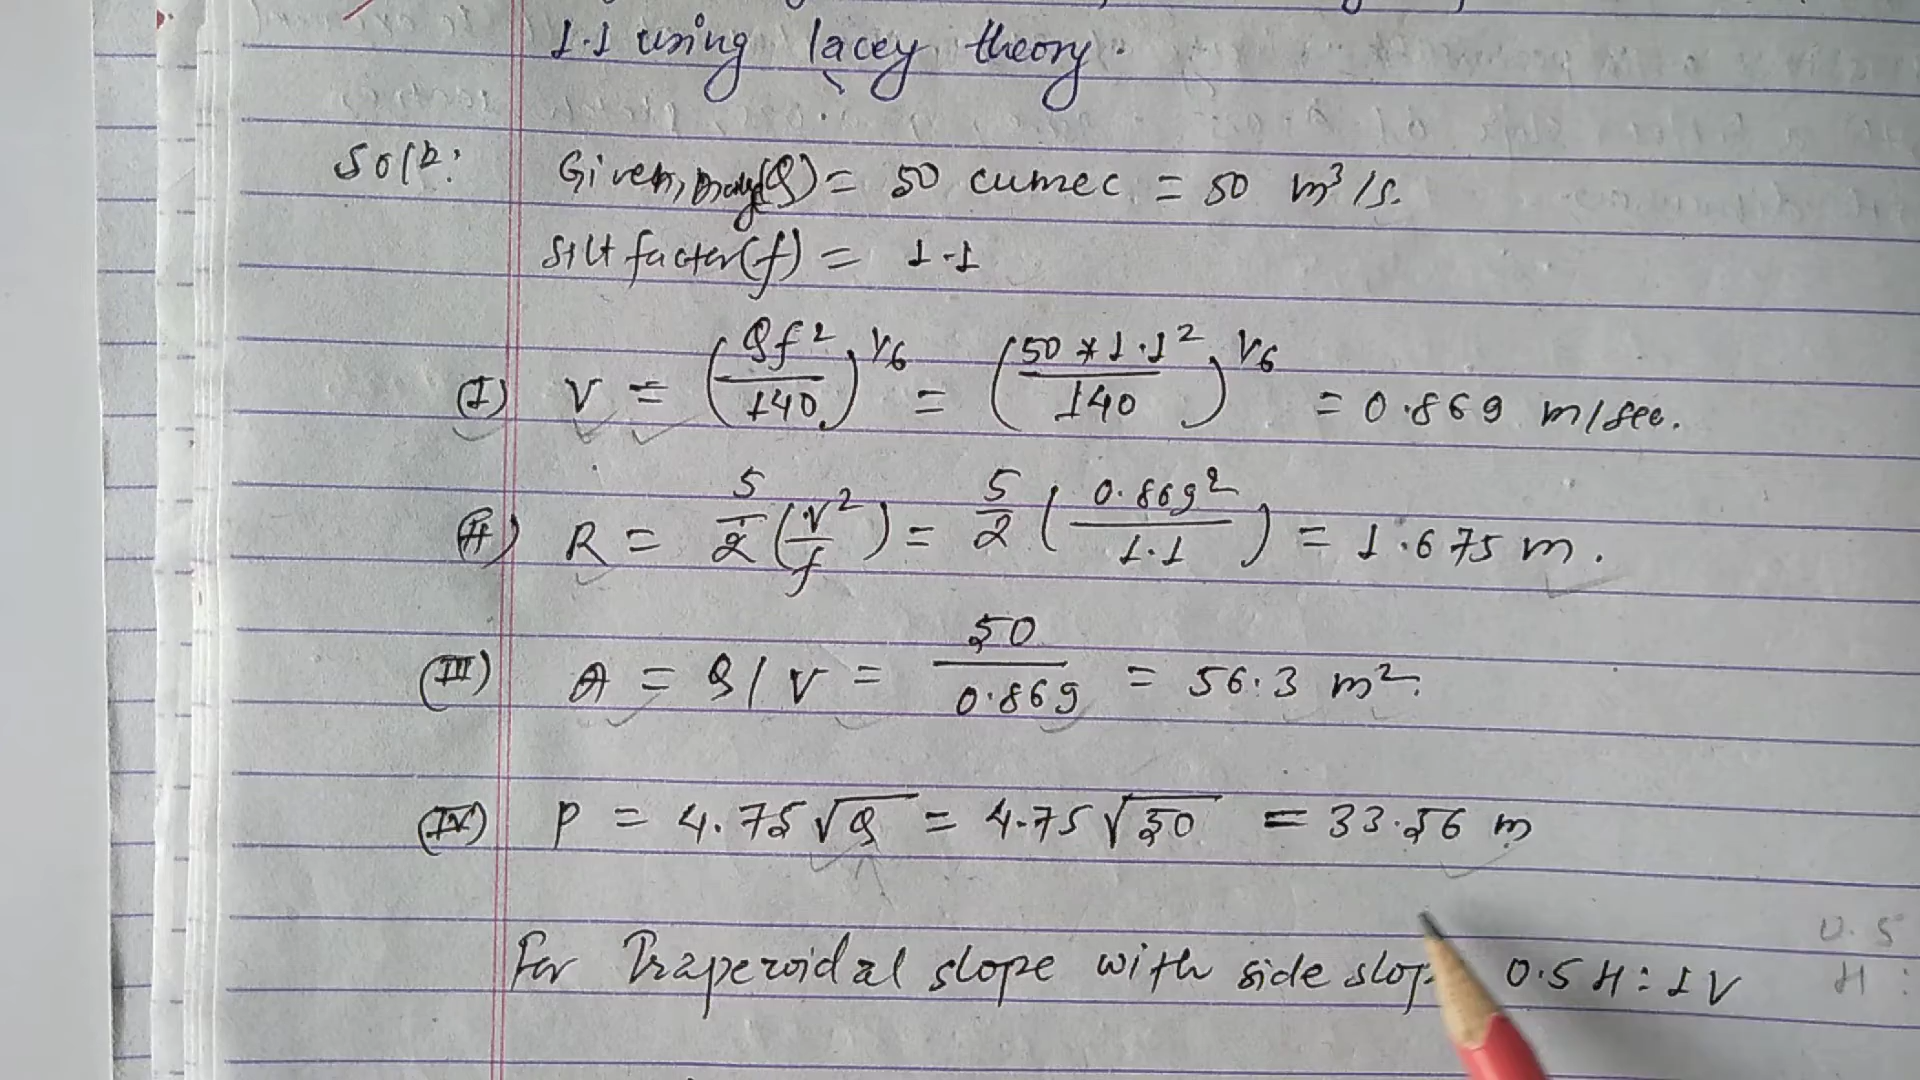 1.1 using lacey theory.
Soln: Given, (Q) = 50 cumec = 50 m³/s.
Silt factor(f) = 1.1
(I) V = (Qf²/140)^1/6 = (50*1.1²/140)^1/6 = 0.869 m/sec.
(II) R = 5/2 (V²/f) = 5/2 (0.869²/1.1) = 1.675 m.
(III) A = Q/V = 50/0.869 = 56.3 m².
(IV) P = 4.75√Q = 4.75√50 = 33.56 m
0.5
For Trapezoidal slope with side slop 0.5H:1V H: